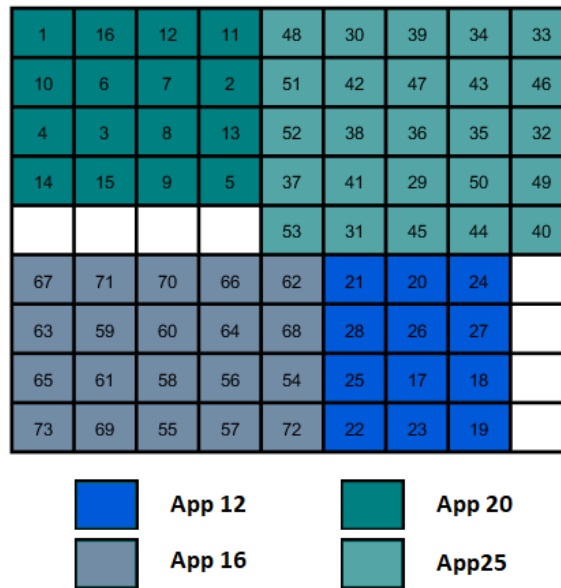 1 16 12 11 48 30 39 34 33
10 6 7 2 51 42 47 43 46
4 3 8 13 52 38 36 35 32
14 15 9 5 37 41 29 50 49
53 31 45 44 40
67 71 70 66 62 21 20 24
63 59 60 64 68 28 26 27
65 61 58 56 54 25 17 18
73 69 55 57 72 22 23 19
App 12 App 20
App 16 App25